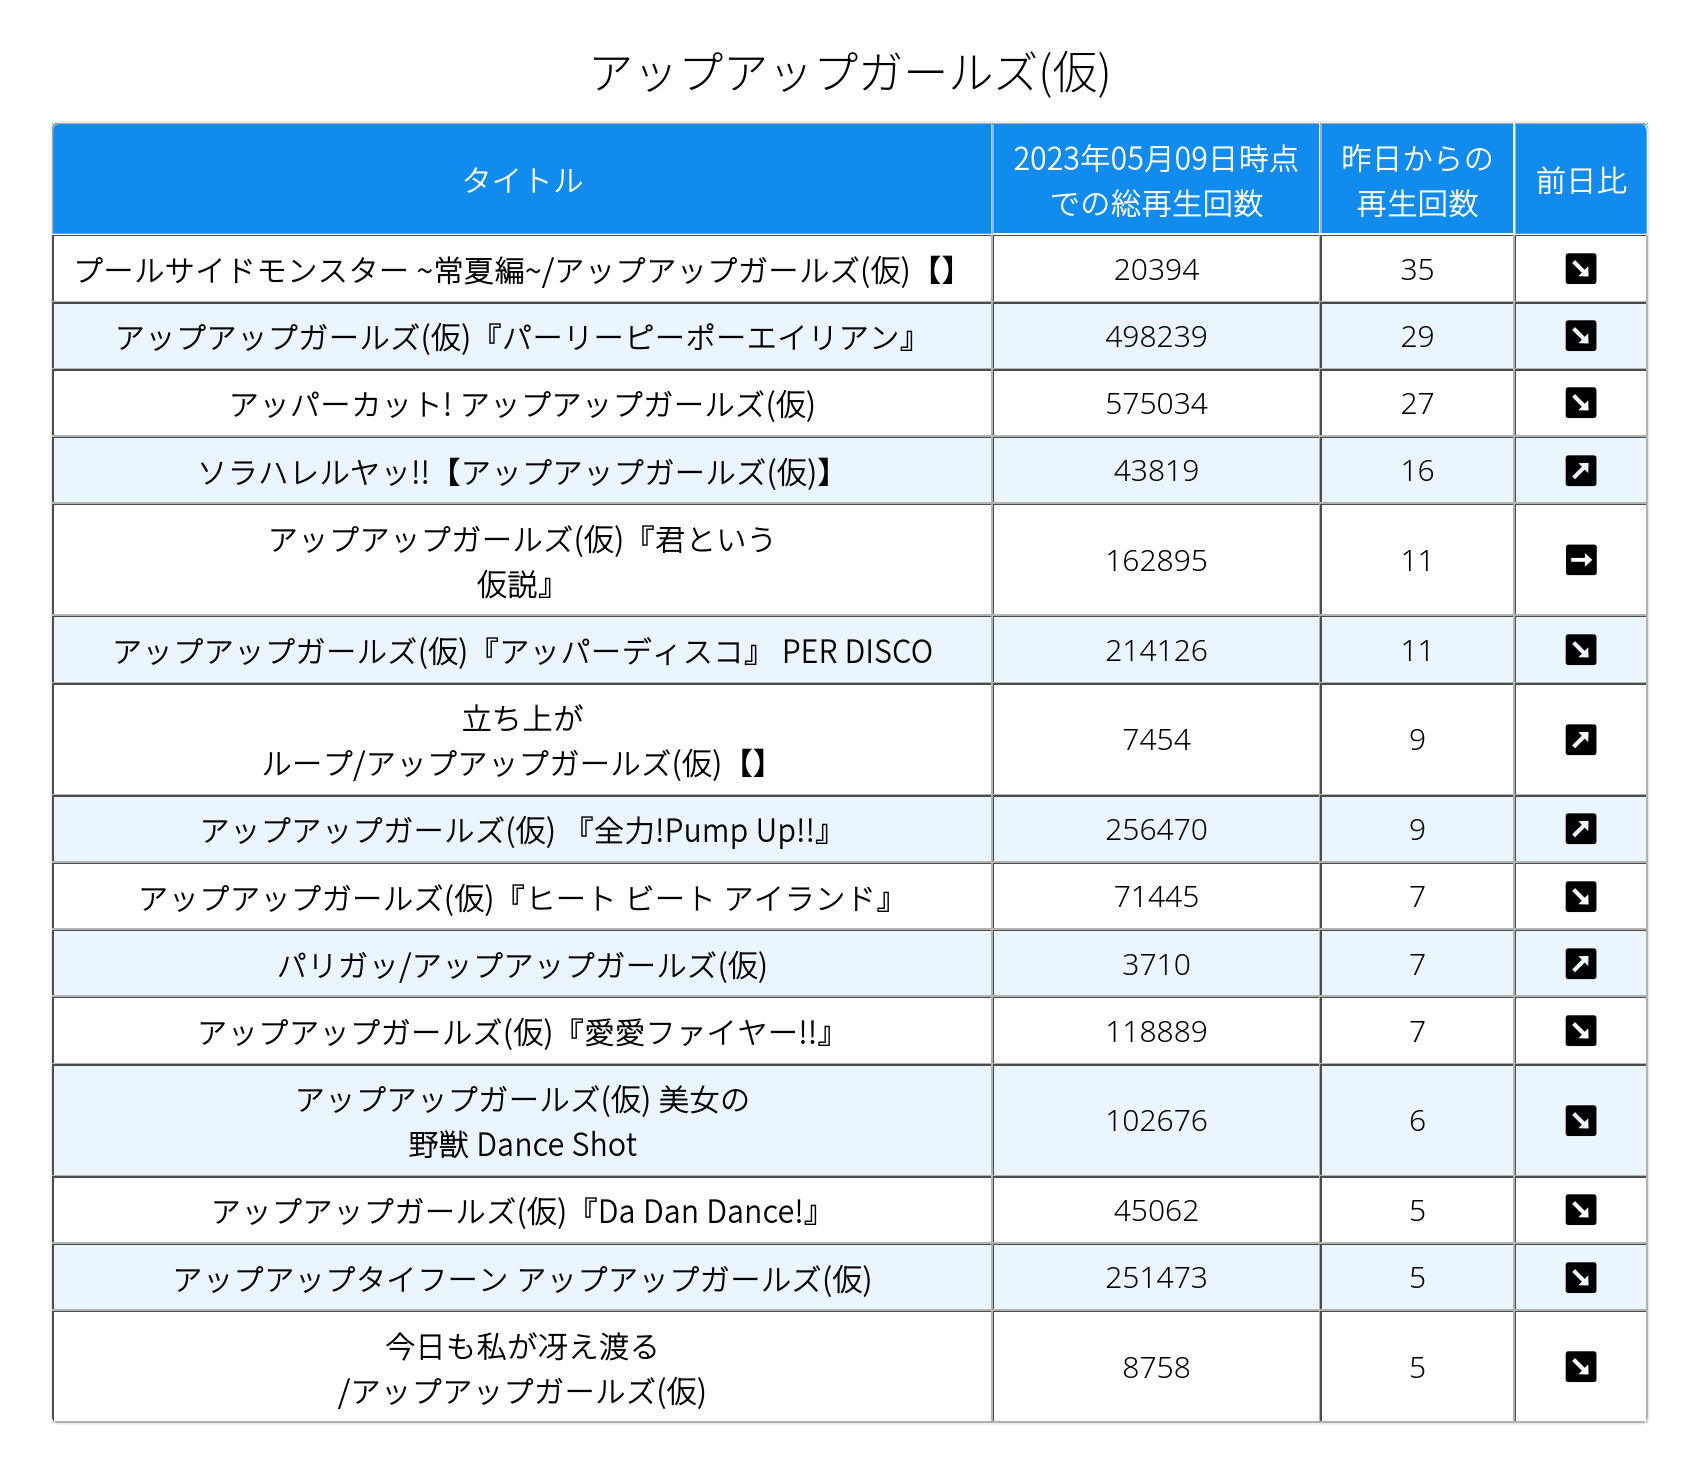 アップアップガールズ(仮)
タイトル
2023年05月09日時点
での総再生回数
昨日からの
再生回数
前日比
プールサイドモンスター ~常夏編~/アップアップガールズ(仮)【】
20394
35
アップアップガールズ(仮)『パーリーピーポーエイリアン』
498239
29
アッパーカット! アップアップガールズ(仮)
575034
27
ソラハレルヤッ!!【アップアップガールズ(仮)】
43819
16
アップアップガールズ(仮)『君という
仮説』
162895
11
アップアップガールズ(仮)『アッパーディスコ』 PER DISCO
214126
11
立ち上が
ループ/アップアップガールズ(仮)【】
7454
9
アップアップガールズ(仮) 『全力!Pump Up!!』
256470
9
アップアップガールズ(仮)『ヒート ビート アイランド』
71445
7
パリガッ/アップアップガールズ(仮)
3710
7
アップアップガールズ(仮)『愛愛ファイヤー!!』
118889
7
アップアップガールズ(仮) 美女の
野獣 Dance Shot
102676
6
アップアップガールズ(仮)『Da Dan Dance!』
45062
5
アップアップタイフーン アップアップガールズ(仮)
251473
5
今日も私が冴え渡る
/アップアップガールズ(仮)
8758
5